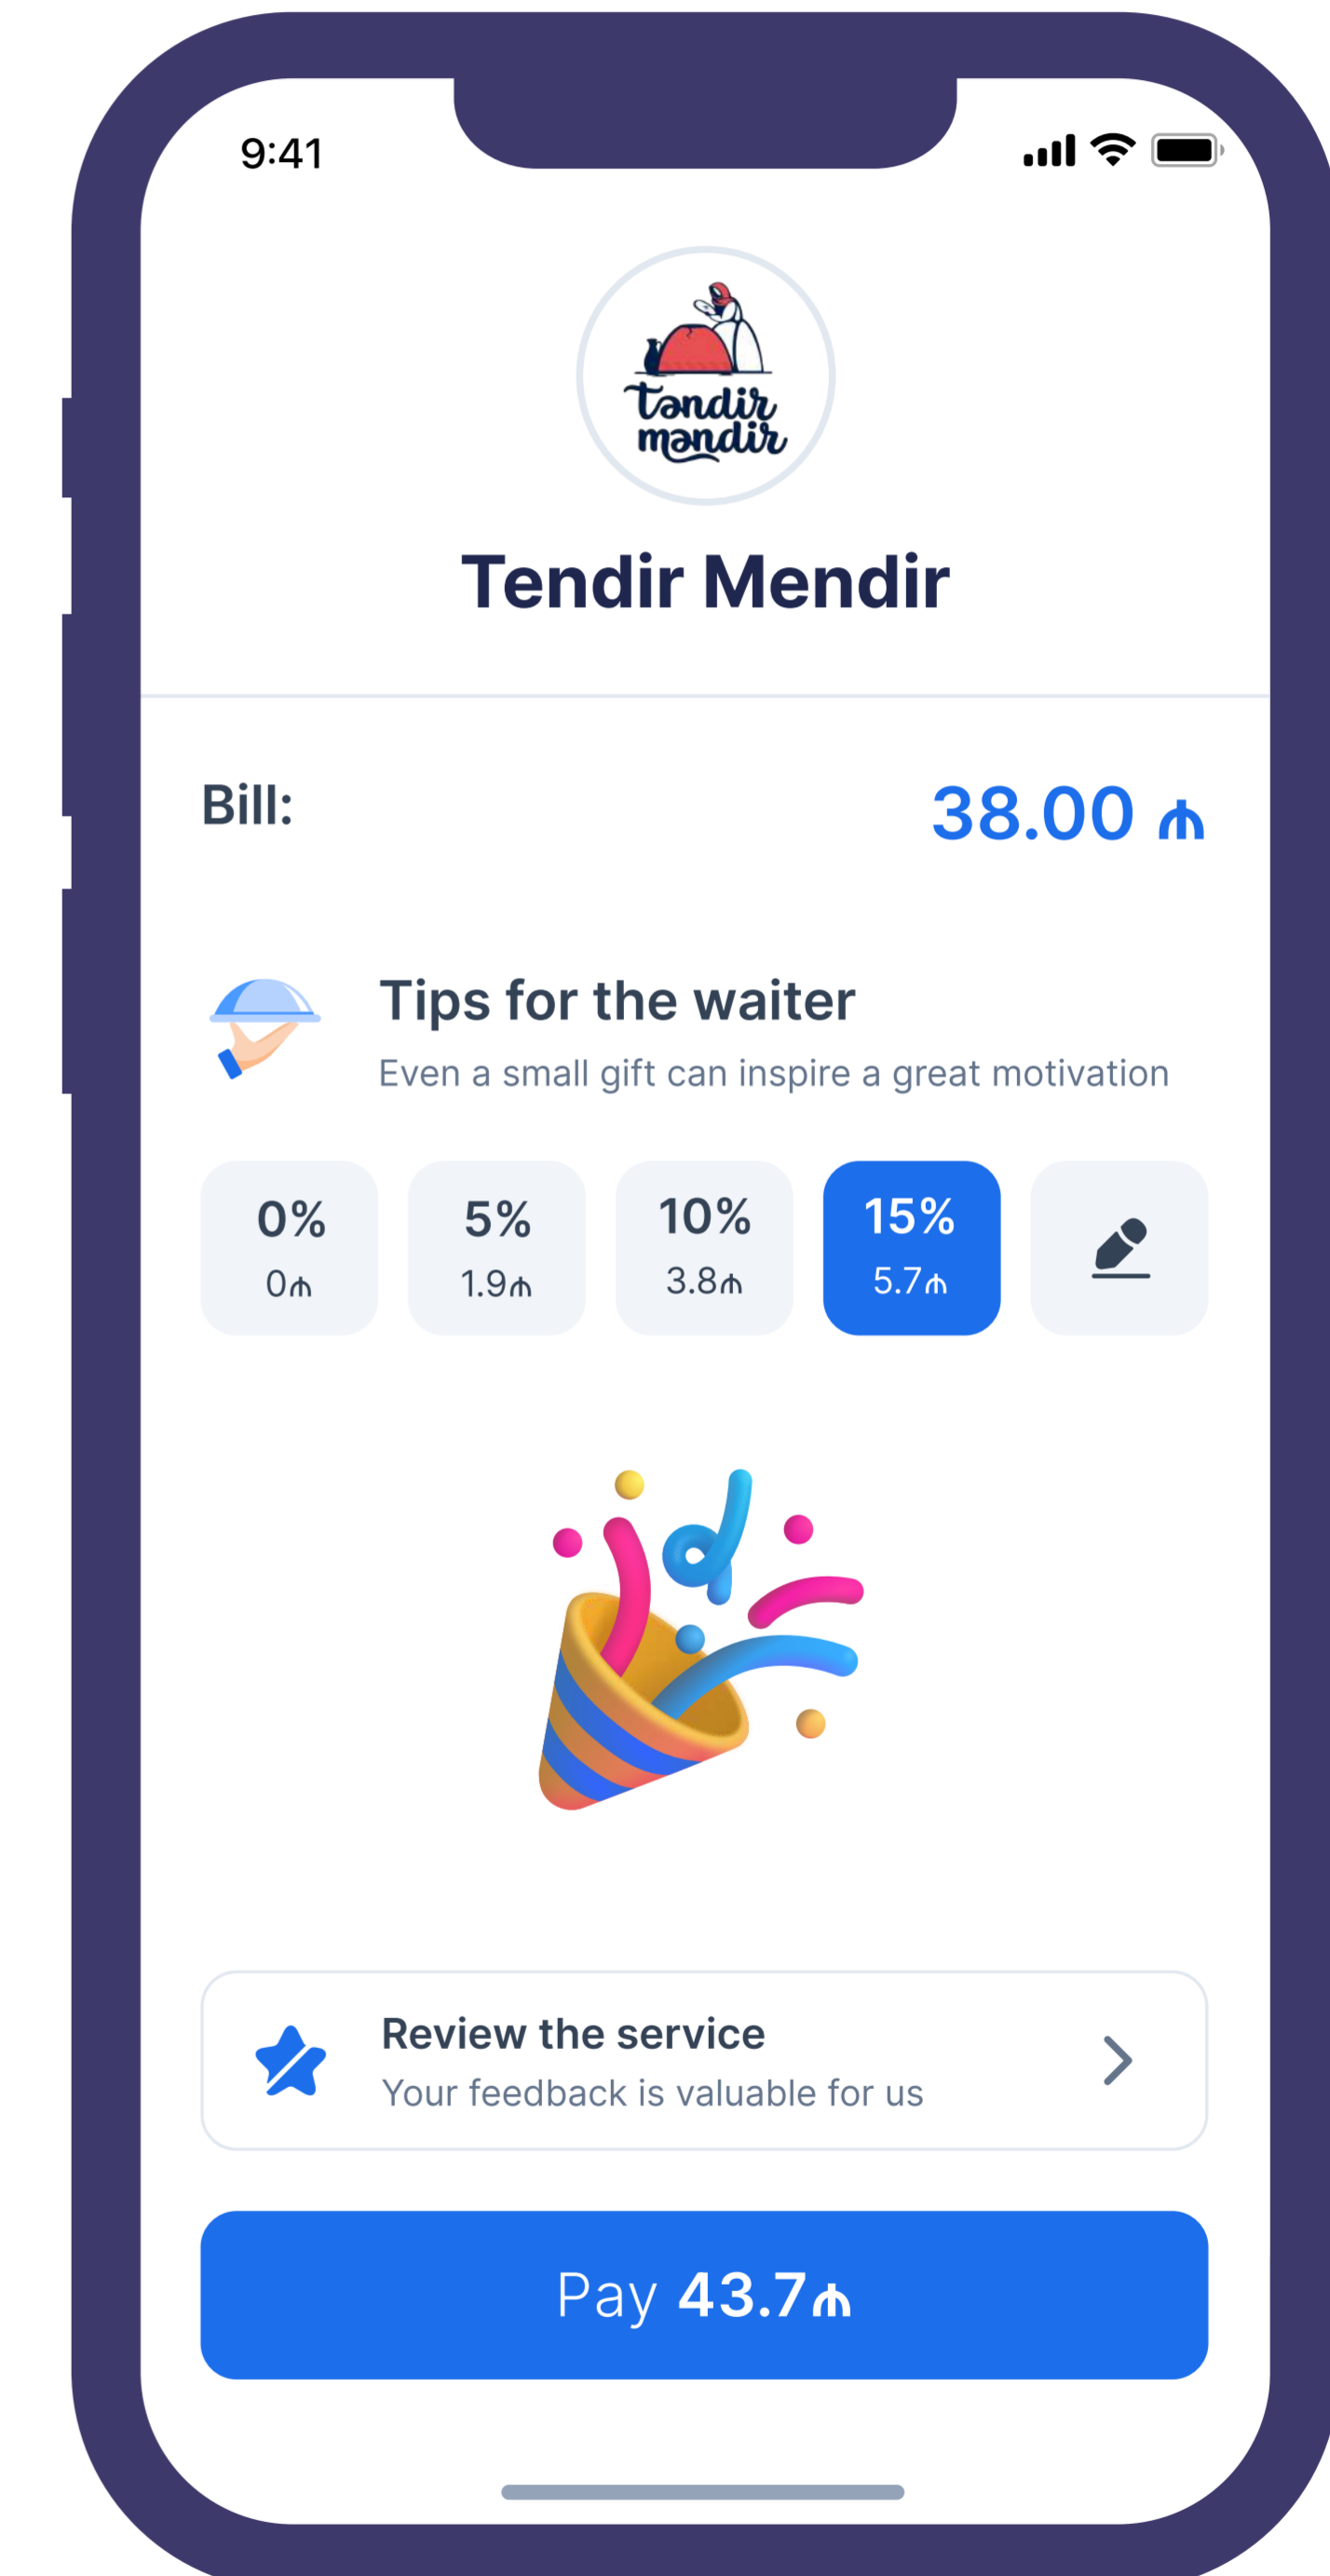 9:41
təndir
məndir
Tendir Mendir
Bill:
38.00 ₼
Tips for the waiter
Even a small gift can inspire a great motivation
0%
0₼
5%
1.9₼
10%
3.8₼
15%
5.7₼
Review the service
Your feedback is valuable for us
Pay 43.7₼